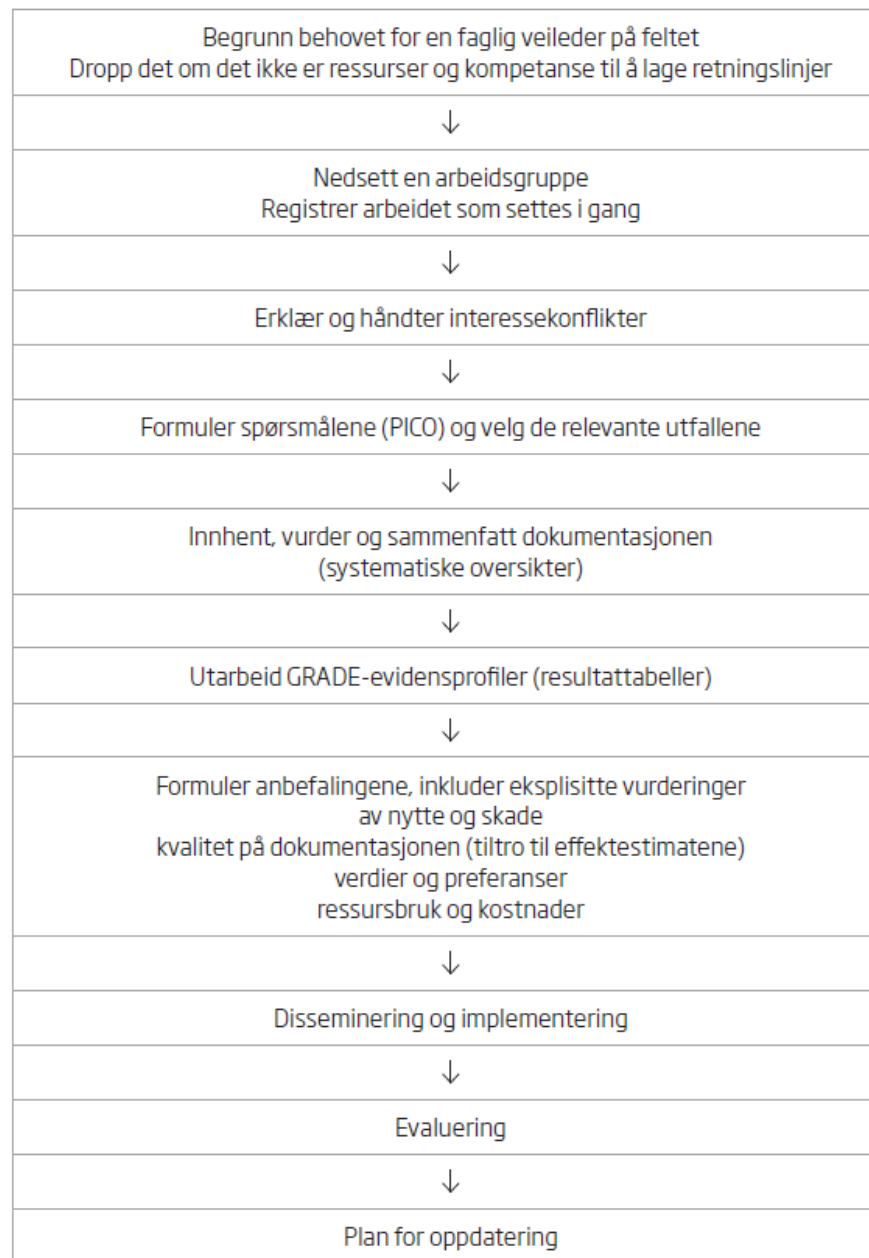 Begrunn behovet for en faglig veileder på feltet
Dropp det om det ikke er ressurser og kompetanse til å lage retningslinjer
↓
Nedsett en arbeidsgruppe
Registrer arbeidet som settes i gang
↓
Erklær og håndter interessekonflikter
↓
Formuler spørsmålene (PICO) og velg de relevante utfallene
↓
Innhent, vurder og sammenfatt dokumentasjonen
(systematiske oversikter)
↓
Utarbeid GRADE-evidensprofiler (resultattabeller)
↓
Formuler anbefalingene, inkluder eksplisitte vurderinger
av nytte og skade
kvalitet på dokumentasjonen (tiltro til effektestimatene)
verdier og preferanser
ressursbruk og kostnader
↓
Disseminering og implementering
↓
Evaluering
↓
Plan for oppdatering